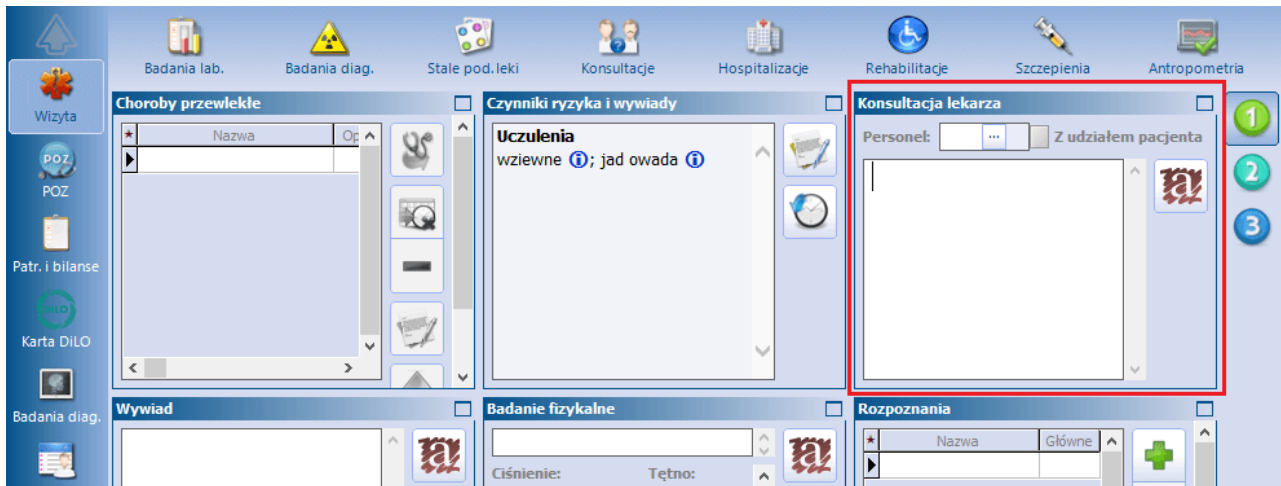 Badania lab.
Badania diag.
Stale pod. leki
Konsultacje
Hospitalizacje
Rehabilitacje
Szczepienia
Antropometria
Wizyta
POZ
POZ
Patr. i bilanse
DiLO
Karta DiLO
Badania diag.
Choroby przewlekłe
Nazwa
Op
Czynniki ryzyka i wywiady
Uczulenia
wziewne i; jad owada i
Konsultacja lekarza
Personel: ... Z udziałem pacjenta
a
1
2
3
Wywiad
a
Badanie fizykalne
a
Ciśnienie: Tętno:
Rozpoznania
Nazwa Główne